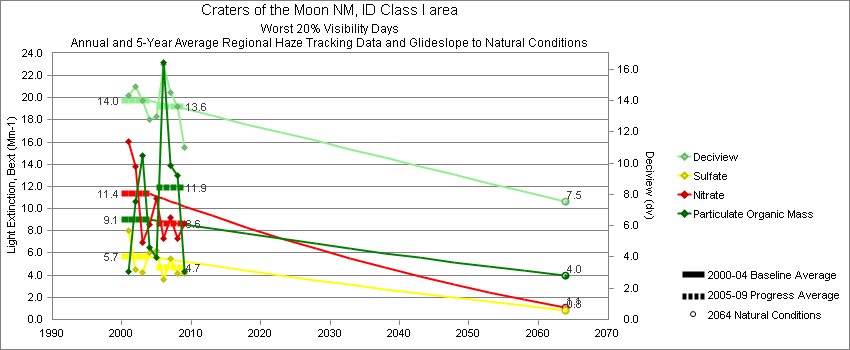 Craters of the Moon NM, ID Class I area
Worst 20% Visibility Days
Annual and 5-Year Average Regional Haze Tracking Data and Glideslope to Natural Conditions
Light Extinction, Bext (Mm-1)
24.0
22.0
20.0
18.0
16.0
14.0
12.0
10.0
8.0
6.0
4.0
2.0
0.0
14.0
13.6
11.4
11.9
9.1
8.6
5.7
4.7
7.5
4.0
1.1
0.8
16.0
14.0
12.0
10.0
8.0
6.0
4.0
2.0
0.0
Deciview (dv)
1990 2000 2010 2020 2030 2040 2050 2060 2070
Deciview
Sulfate
Nitrate
Particulate Organic Mass
2000-04 Baseline Average
2005-09 Progress Average
2064 Natural Conditions